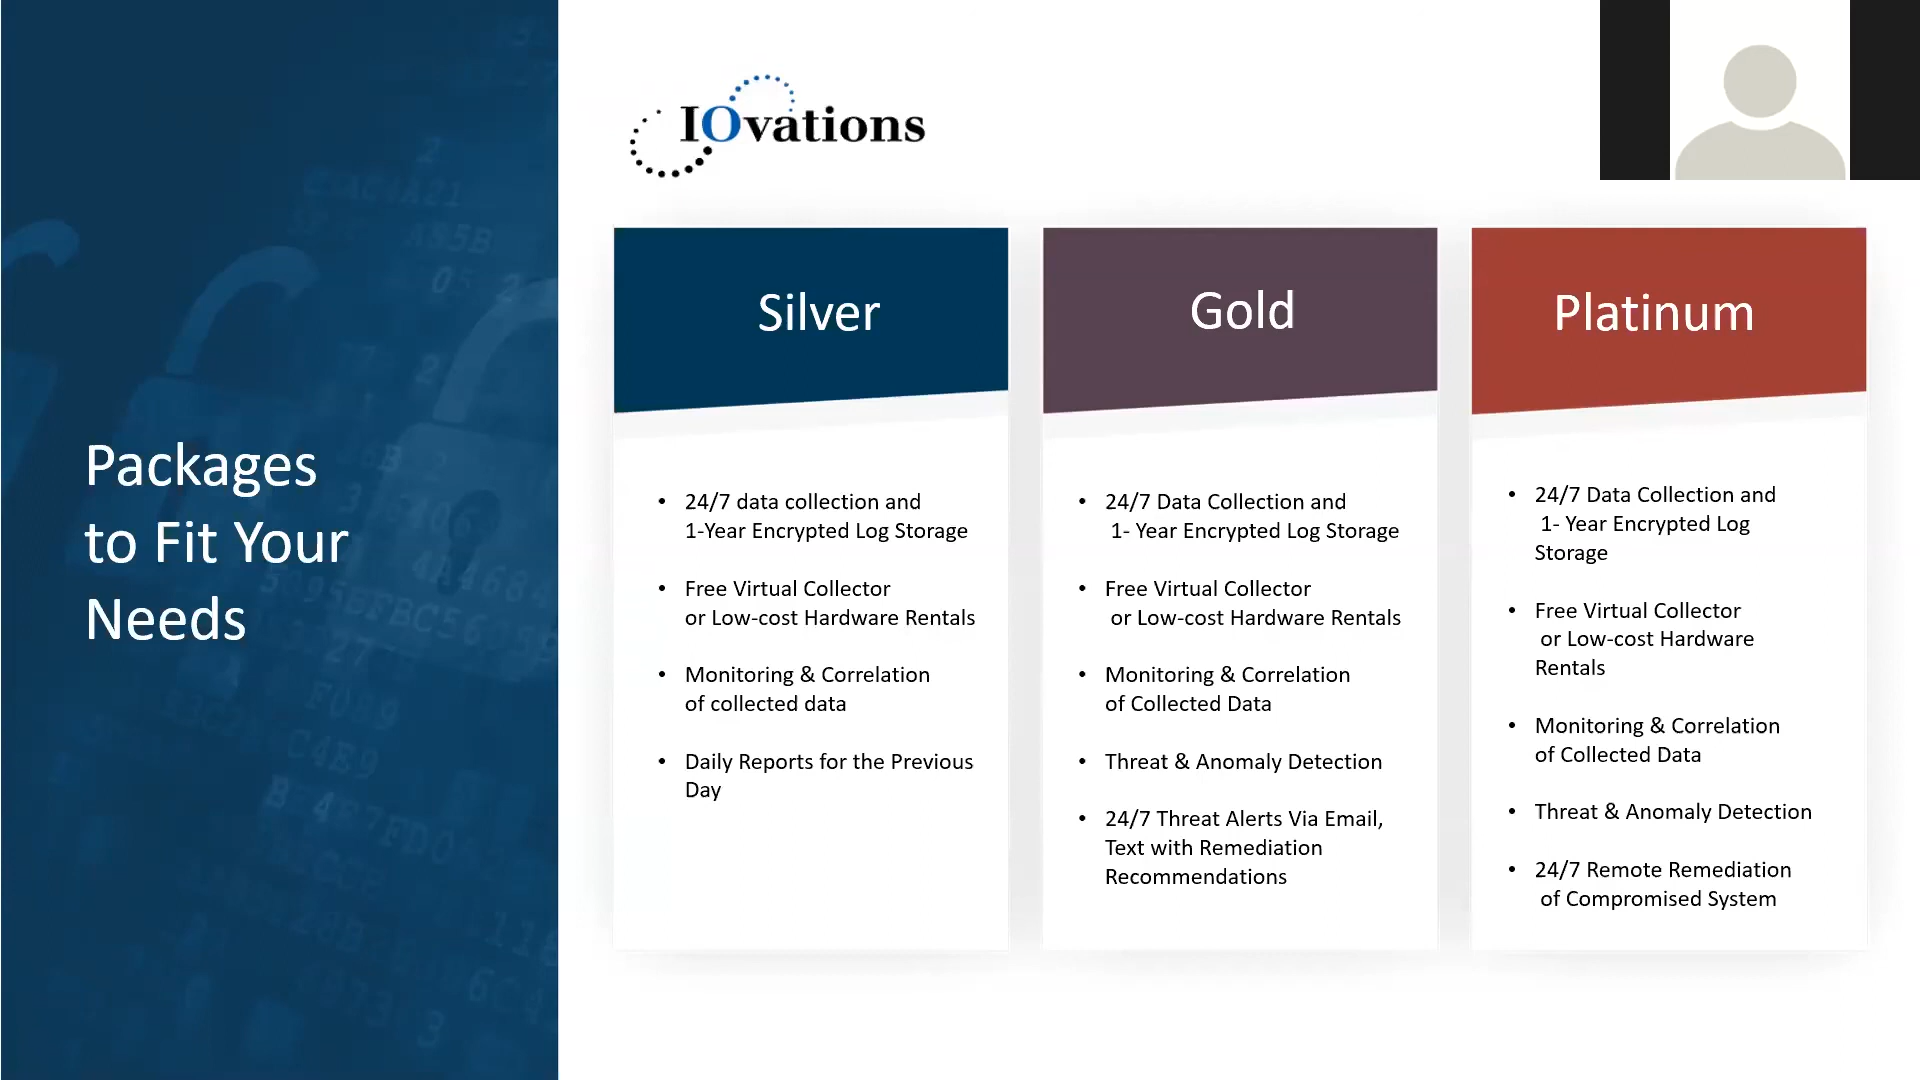 IOvations
Packages
to Fit Your
Needs
Silver
24/7 data collection and
1-Year Encrypted Log Storage
Free Virtual Collector
or Low-cost Hardware Rentals
Monitoring & Correlation
of collected data
Daily Reports for the Previous
Day
Gold
24/7 Data Collection and
1- Year Encrypted Log Storage
Free Virtual Collector
or Low-cost Hardware Rentals
Monitoring & Correlation
of Collected Data
Threat & Anomaly Detection
24/7 Threat Alerts Via Email,
Text with Remediation
Recommendations
Platinum
24/7 Data Collection and
1- Year Encrypted Log
Storage
Free Virtual Collector
or Low-cost Hardware
Rentals
Monitoring & Correlation
of Collected Data
Threat & Anomaly Detection
24/7 Remote Remediation
of Compromised System